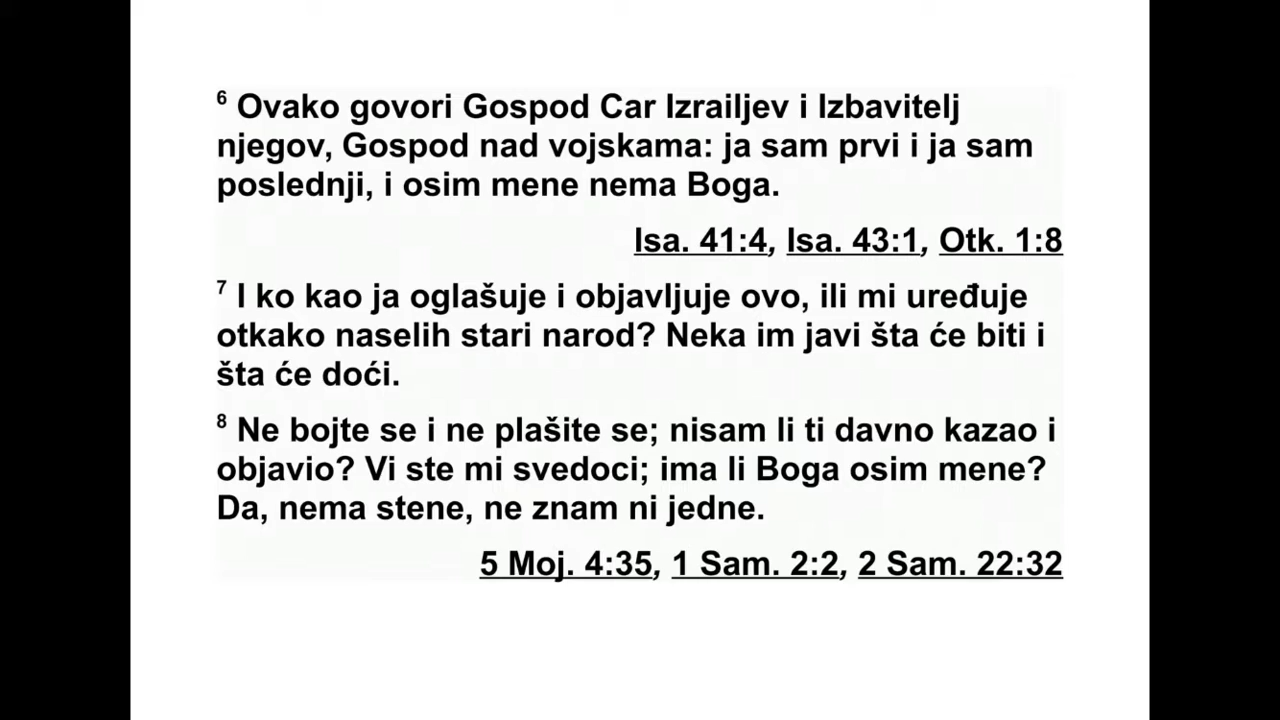 6 Ovako govori Gospod Car Izrailjev i Izbavitelj
njegov, Gospod nad vojskama: ja sam prvi i ja sam
poslednji, i osim mene nema Boga.
Isa. 41:4, Isa. 43:1, Otk. 1:8
7 I ko kao ja oglašuje i objavljuje ovo, ili mi uređuje
otkako naselih stari narod? Neka im javi šta će biti i
šta će doći.
8 Ne bojte se i ne plašite se; nisam li ti davno kazao i
objavio? Vi ste mi svedoci; ima li Boga osim mene?
Da, nema stene, ne znam ni jedne.
5 Moj. 4:35, 1 Sam. 2:2, 2 Sam. 22:32